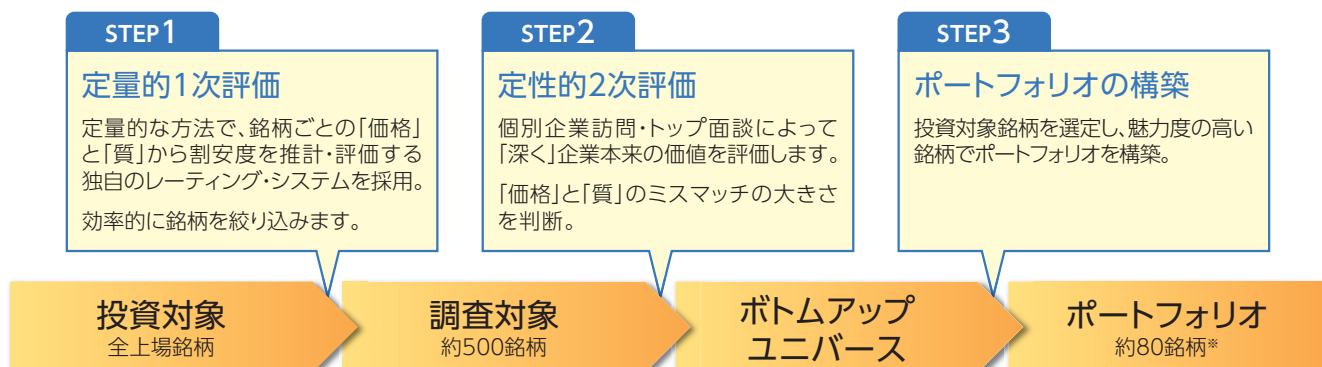 STEP1
定量的1次評価
定量的な方法で、銘柄ごとの「価格」
と「質」から割安度を推計・評価する
独自のレーティング・システムを採用。
効率的に銘柄を絞り込みます。
STEP2
定性的2次評価
個別企業訪問・トップ面談によって
「深く」企業本来の価値を評価します。
「価格」と「質」のミスマッチの大きさ
を判断。
STEP3
ポートフォリオの構築
投資対象銘柄を選定し、魅力度の高い
銘柄でポートフォリオを構築。
投資対象
全上場銘柄
調査対象
約500銘柄
ボトムアップ
ユニバース
ポートフォリオ
約80銘柄※